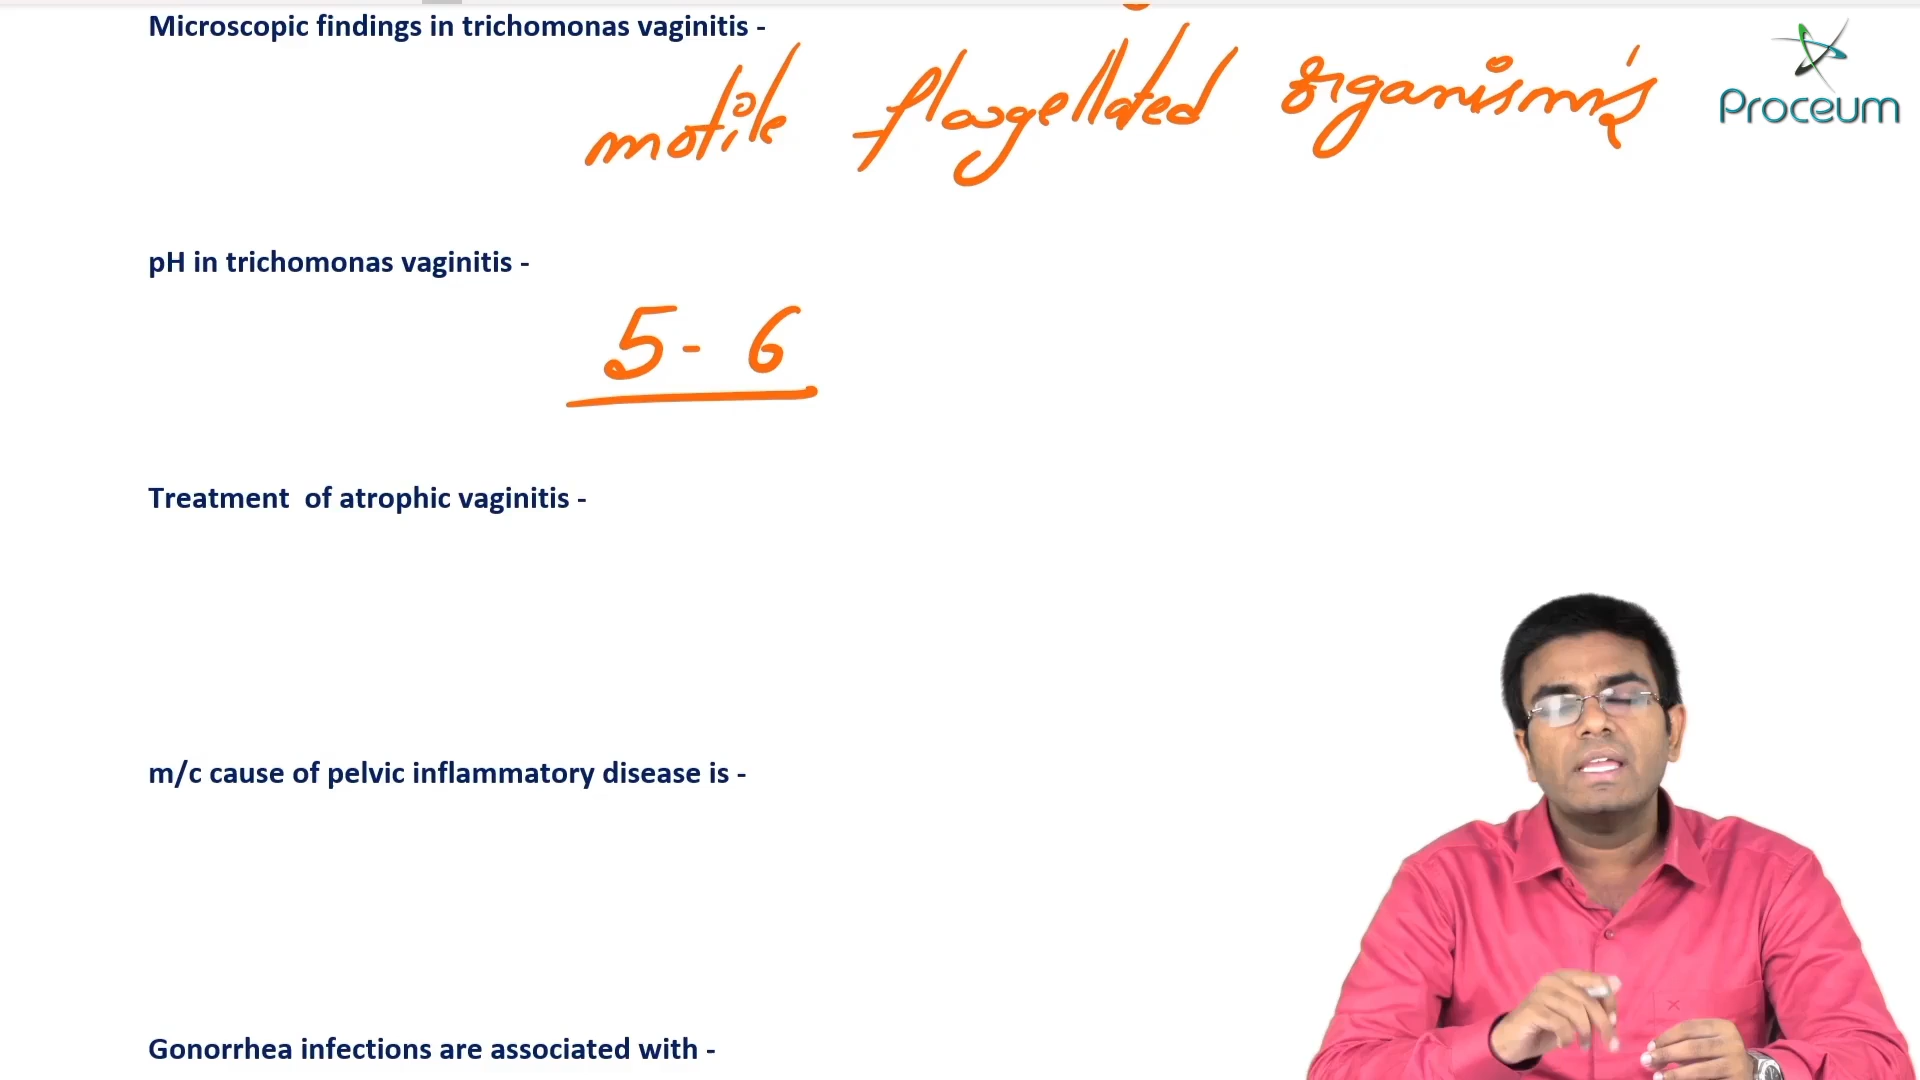 Microscopic findings in trichomonas vaginitis -
motile flagellated organisms
Proceum
pH in trichomonas vaginitis -
5 - 6
Treatment of atrophic vaginitis -
m/c cause of pelvic inflammatory disease is -
Gonorrhea infections are associated with -